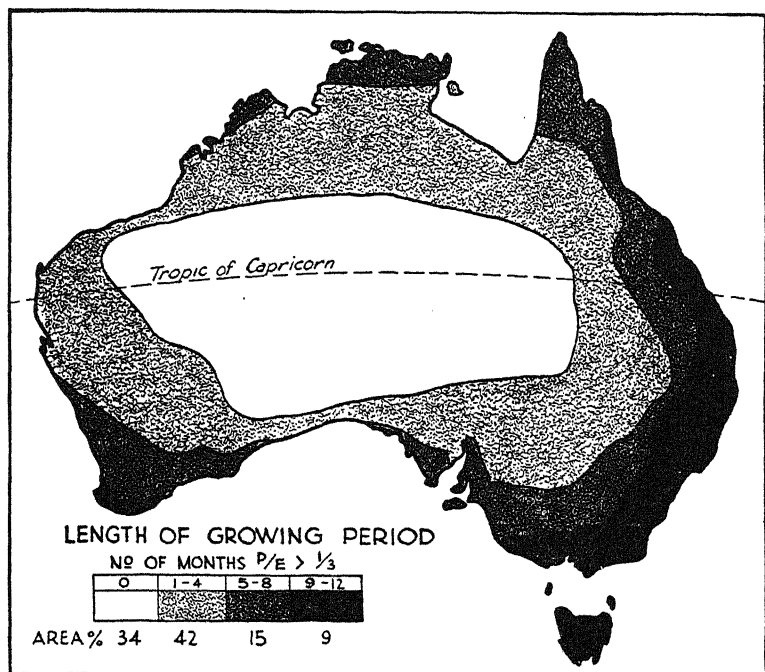 Tropic of Capricorn
LENGTH OF GROWING PERIOD
Nº OF MONTHS P/E > 1/3
0 1-4 5-8 9-12
AREA % 34 42 15 9